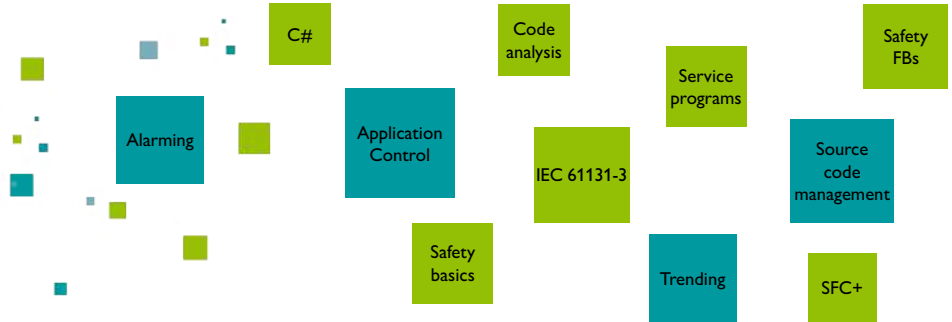 C#
Code
analysis
Safety
FBs
Service
programs
Alarming
Application
Control
IEC 61131-3
Source
code
management
Safety
basics
Trending
SFC+